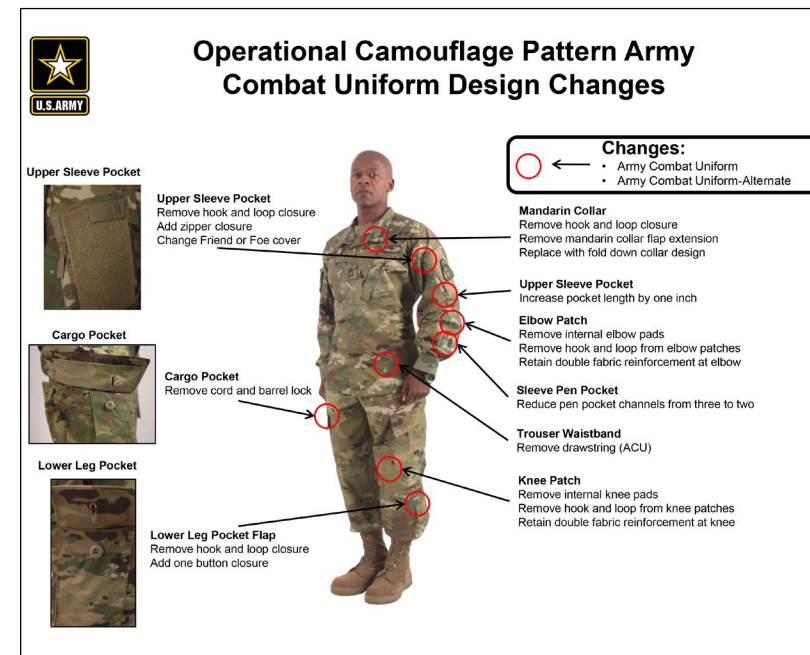 Operational Camouflage Pattern Army
Combat Uniform Design Changes
U.S.ARMY
Changes:
• Army Combat Uniform
• Army Combat Uniform-Alternate
Upper Sleeve Pocket
Upper Sleeve Pocket
Remove hook and loop closure
Add zipper closure
Change Friend or Foe cover
Mandarin Collar
Remove hook and loop closure
Remove mandarin collar flap extension
Replace with fold down collar design
Upper Sleeve Pocket
Increase pocket length by one inch
Elbow Patch
Remove internal elbow pads
Remove hook and loop from elbow patches
Retain double fabric reinforcement at elbow
Cargo Pocket
Cargo Pocket
Remove cord and barrel lock
Sleeve Pen Pocket
Reduce pen pocket channels from three to two
Trouser Waistband
Remove drawstring (ACU)
Lower Leg Pocket
Knee Patch
Remove internal knee pads
Remove hook and loop from knee patches
Retain double fabric reinforcement at knee
Lower Leg Pocket Flap
Remove hook and loop closure
Add one button closure